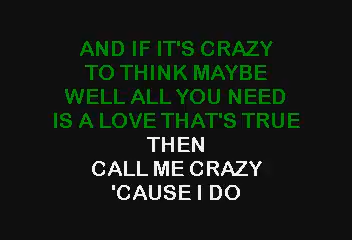 AND IF IT'S CRAZY
TO THINK MAYBE
WELL ALL YOU NEED
IS A LOVE THAT'S TRUE
THEN
CALL ME CRAZY
'CAUSE I DO